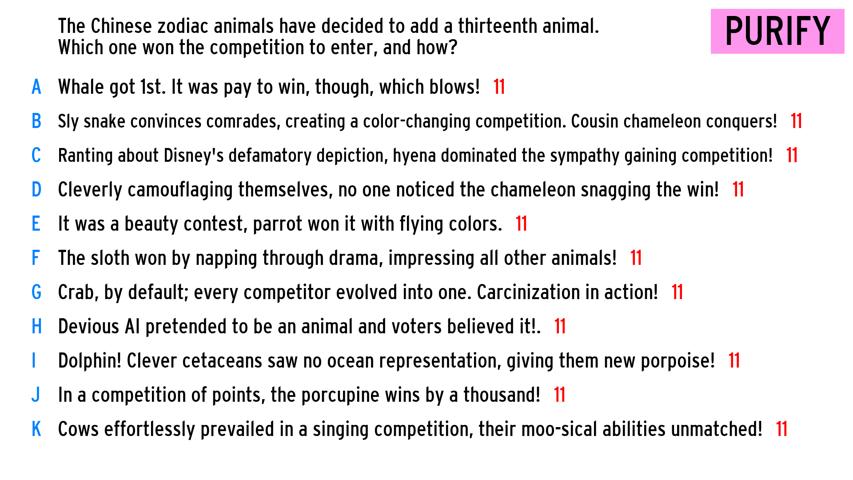 The Chinese zodiac animals have decided to add a thirteenth animal.
Which one won the competition to enter, and how?
PURIFY
A Whale got 1st. It was pay to win, though, which blows! 11
B Sly snake convinces comrades, creating a color-changing competition. Cousin chameleon conquers! 11
C Ranting about Disney's defamatory depiction, hyena dominated the sympathy gaining competition! 11
D Cleverly camouflaging themselves, no one noticed the chameleon snagging the win! 11
E It was a beauty contest, parrot won it with flying colors. 11
F The sloth won by napping through drama, impressing all other animals! 11
G Crab, by default; every competitor evolved into one. Carcinization in action! 11
H Devious AI pretended to be an animal and voters believed it!. 11
I Dolphin! Clever cetaceans saw no ocean representation, giving them new porpoise! 11
J In a competition of points, the porcupine wins by a thousand! 11
K Cows effortlessly prevailed in a singing competition, their moo-sical abilities unmatched! 11